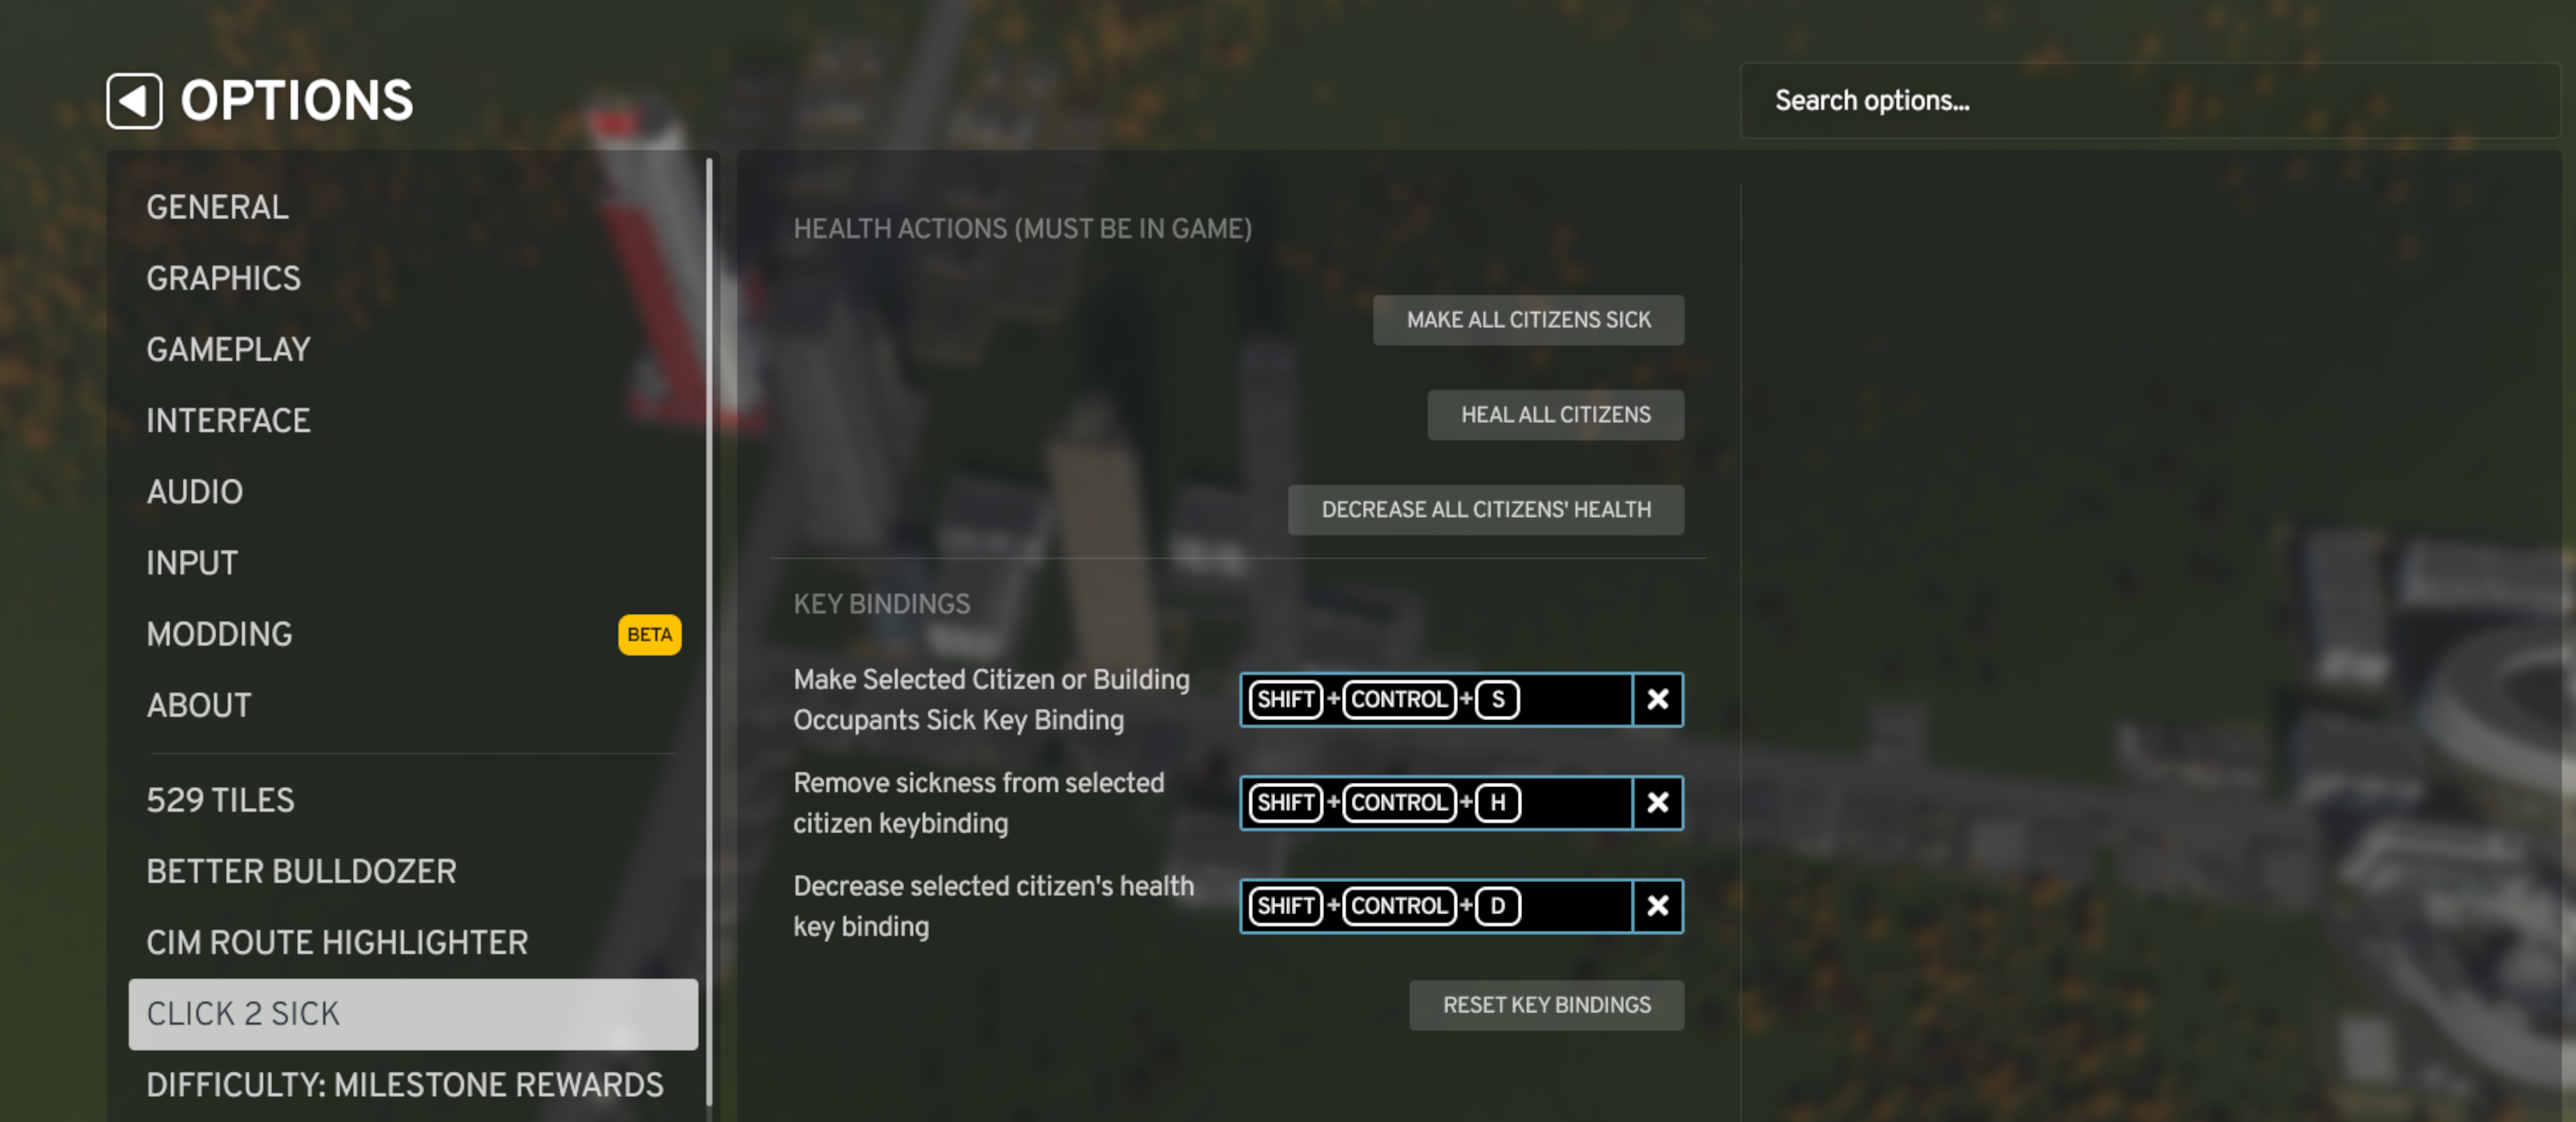 OPTIONS
Search options...
GENERAL
GRAPHICS
GAMEPLAY
INTERFACE
AUDIO
INPUT
MODDING
BETA
ABOUT
529 TILES
BETTER BULLDOZER
CIM ROUTE HIGHLIGHTER
CLICK 2 SICK
DIFFICULTY: MILESTONE REWARDS
HEALTH ACTIONS (MUST BE IN GAME)
MAKE ALL CITIZENS SICK
HEAL ALL CITIZENS
DECREASE ALL CITIZENS' HEALTH
KEY BINDINGS
Make Selected Citizen or Building
Occupants Sick Key Binding
SHIFT+CONTROL+S
Remove sickness from selected
citizen keybinding
SHIFT+CONTROL+H
Decrease selected citizen's health
key binding
SHIFT+CONTROL+D
RESET KEY BINDINGS